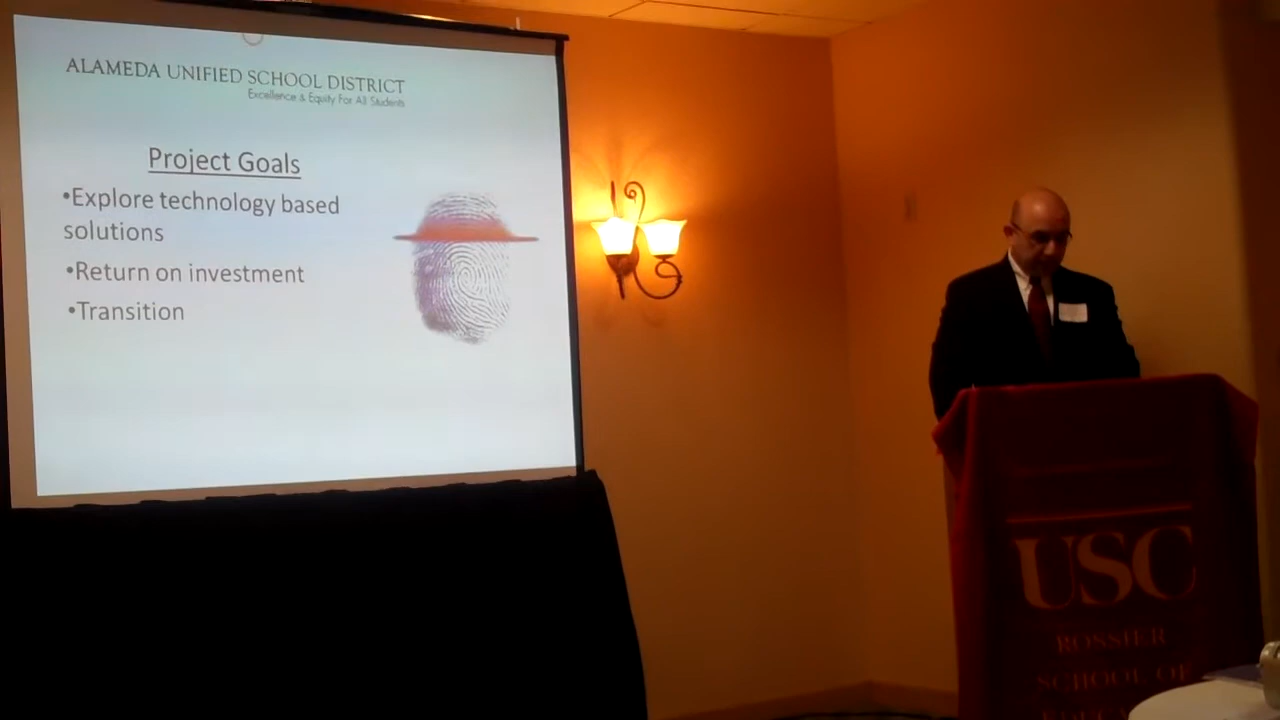 ALAMEDA UNIFIED SCHOOL DISTRICT
Excellence & Equity For All Students
Project Goals
•Explore technology based
solutions
•Return on investment
•Transition
USC
ROSSIER
SCHOOL OF